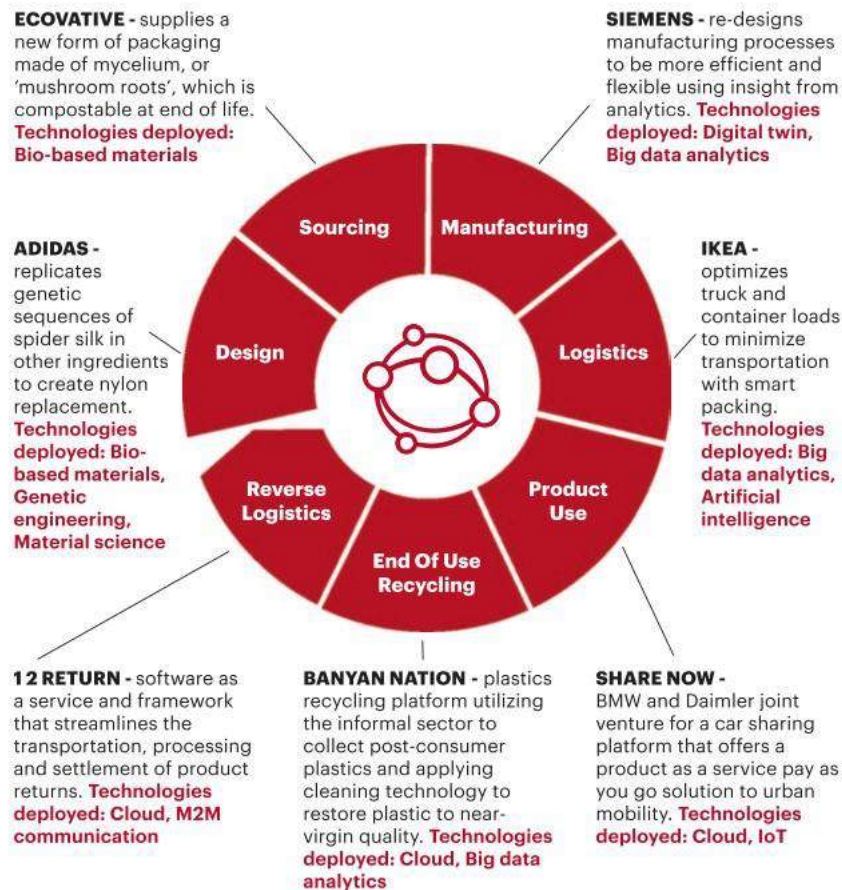 ECOVATIVE - supplies a
new form of packaging
made of mycelium, or
‘mushroom roots’, which is
compostable at end of life.
Technologies deployed:
Bio-based materials
SIEMENS - re-designs
manufacturing processes
to be more efficient and
flexible using insight from
analytics. Technologies
deployed: Digital twin,
Big data analytics
Sourcing
Manufacturing
ADIDAS -
replicates
genetic
sequences of
spider silk in
other ingredients
to create nylon
replacement.
Technologies
deployed: Bio-
based materials,
Genetic
engineering,
Material science
Design
Logistics
IKEA -
optimizes
truck and
container loads
to minimize
transportation
with smart
packing.
Technologies
deployed: Big
data analytics,
Artificial
intelligence
Reverse
Logistics
End Of Use
Recycling
Product
Use
12 RETURN - software as
a service and framework
that streamlines the
transportation, processing
and settlement of product
returns. Technologies
deployed: Cloud, M2M
communication
BANYAN NATION - plastics
recycling platform utilizing
the informal sector to
collect post-consumer
plastics and applying
cleaning technology to
restore plastic to near-
virgin quality. Technologies
deployed: Cloud, Big data
analytics
SHARE NOW -
BMW and Daimler joint
venture for a car sharing
platform that offers a
product as a service pay as
you go solution to urban
mobility. Technologies
deployed: Cloud, IoT